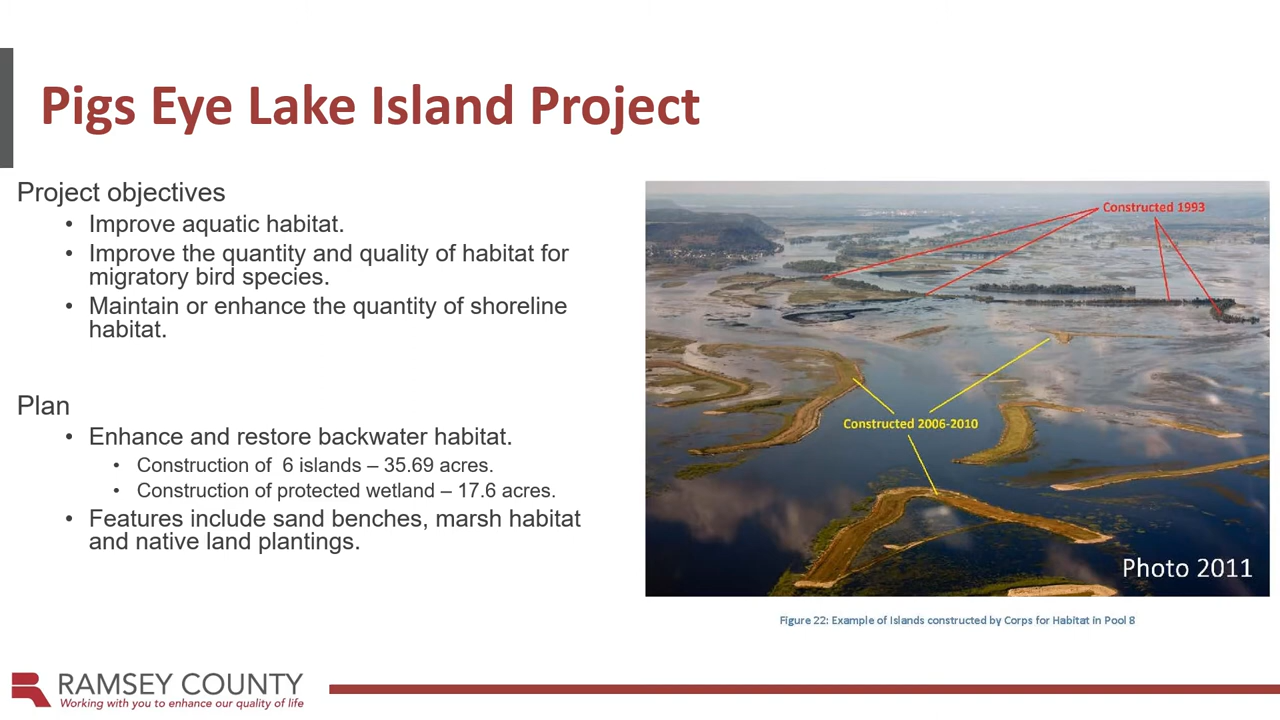 Pigs Eye Lake Island Project
Project objectives
• Improve aquatic habitat.
• Improve the quantity and quality of habitat for
migratory bird species.
• Maintain or enhance the quantity of shoreline
habitat.
Plan
• Enhance and restore backwater habitat.
• Construction of 6 islands – 35.69 acres.
• Construction of protected wetland – 17.6 acres.
• Features include sand benches, marsh habitat
and native land plantings.
Constructed 1993
Constructed 2006-2010
Photo 2011
Figure 22: Example of Islands constructed by Corps for Habitat in Pool 8
RAMSEY COUNTY
Working with you to enhance our quality of life